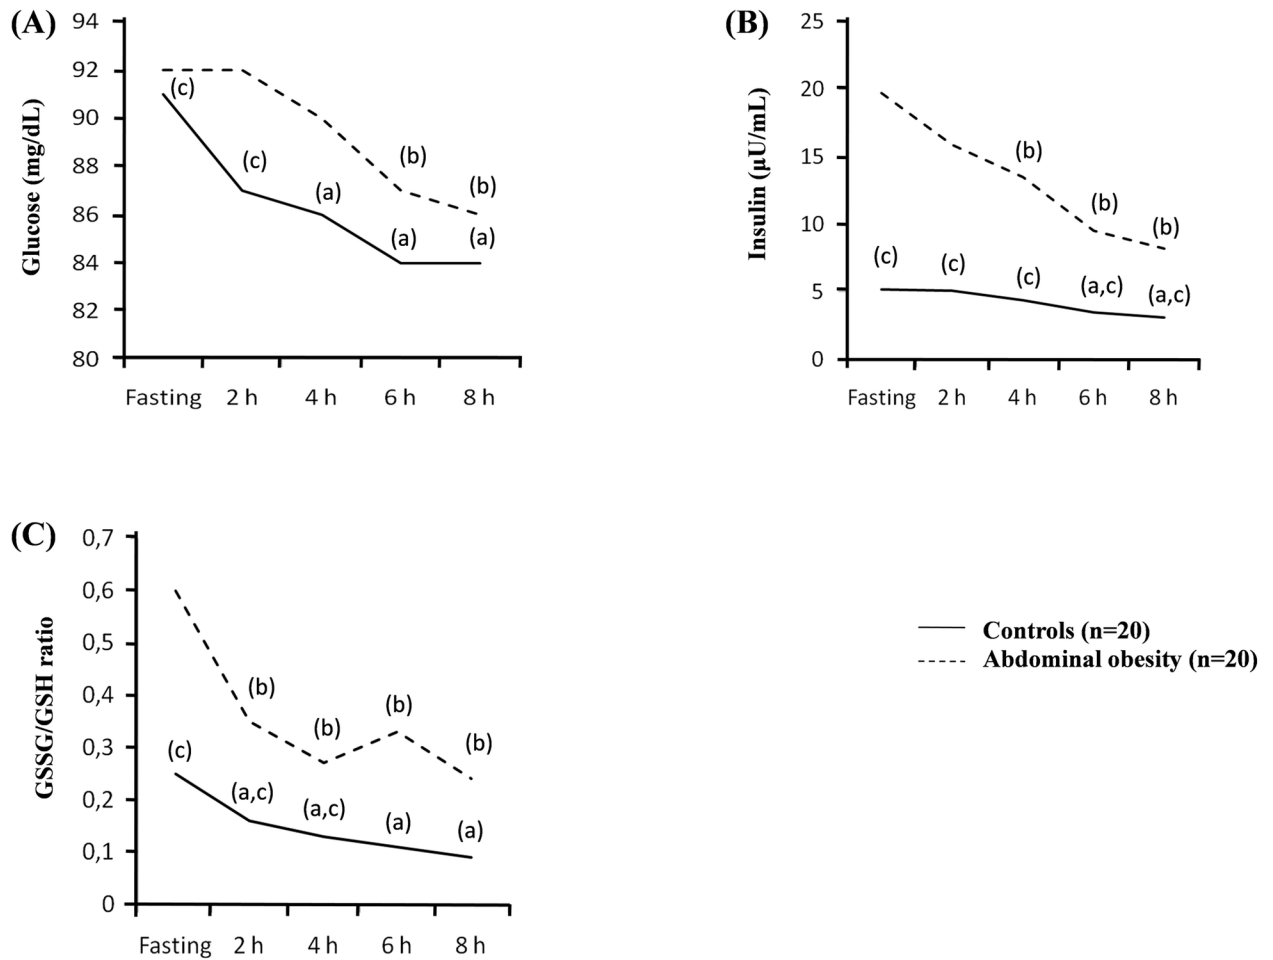 (A)
Glucose (mg/dL)
94
92
90
88
86
84
82
80
(c)
(c)
(a)
(a)
(a)
(b)
(b)
Fasting 2 h 4 h 6 h 8 h
(B)
Insulin (µU/mL)
25
20
15
10
5
0
(b)
(b)
(b)
(c)
(c)
(c)
(a,c)
(a,c)
Fasting 2 h 4 h 6 h 8 h
(C)
GSSG/GSH ratio
0,7
0,6
0,5
0,4
0,3
0,2
0,1
0
(b)
(b)
(b)
(b)
(c)
(a,c)
(a,c)
(a)
(a)
Fasting 2 h 4 h 6 h 8 h
Controls (n=20)
Abdominal obesity (n=20)